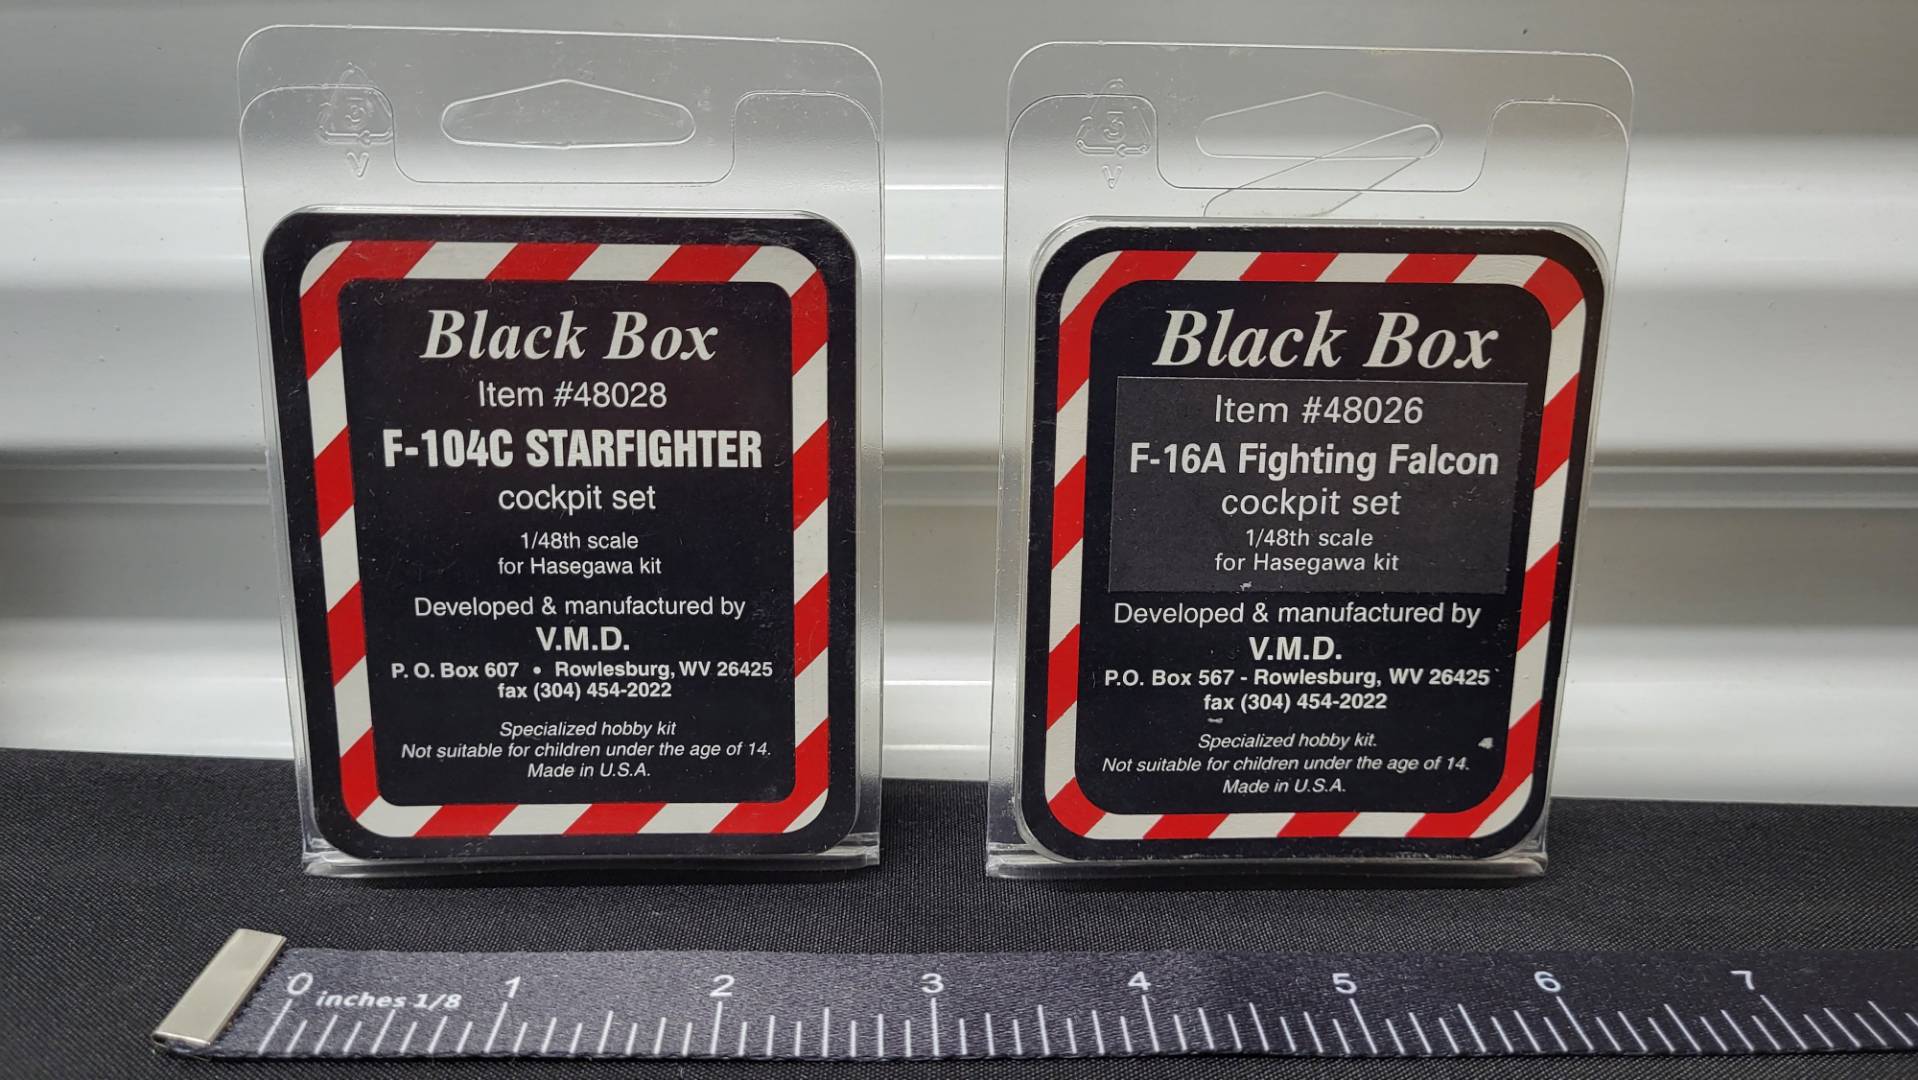 3
V
Black Box
Item #48028
F-104C STARFIGHTER
cockpit set
1/48th scale
for Hasegawa kit
Developed & manufactured by
V.M.D.
P. O. Box 607 • Rowlesburg, WV 26425
fax (304) 454-2022
Specialized hobby kit
Not suitable for children under the age of 14.
Made in U.S.A.
3
V
Black Box
Item #48026
F-16A Fighting Falcon
cockpit set
1/48th scale
for Hasegawa kit
Developed & manufactured by
V.M.D.
P.O. Box 567 - Rowlesburg, WV 26425
fax (304) 454-2022
Specialized hobby kit.
Not suitable for children under the age of 14.
Made in U.S.A.
0 inches 1/8 1 2 3 4 5 6 7